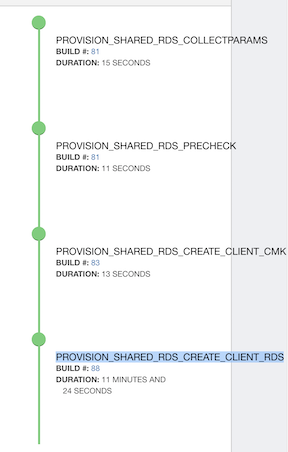 PROVISION_SHARED_RDS_COLLECTPARAMS
BUILD #: 81
DURATION: 15 SECONDS
PROVISION_SHARED_RDS_PRECHECK
BUILD #: 81
DURATION: 11 SECONDS
PROVISION_SHARED_RDS_CREATE_CLIENT_CMK
BUILD #: 83
DURATION: 13 SECONDS
PROVISION_SHARED_RDS_CREATE_CLIENT_RDS
BUILD #: 88
DURATION: 11 MINUTES AND
24 SECONDS